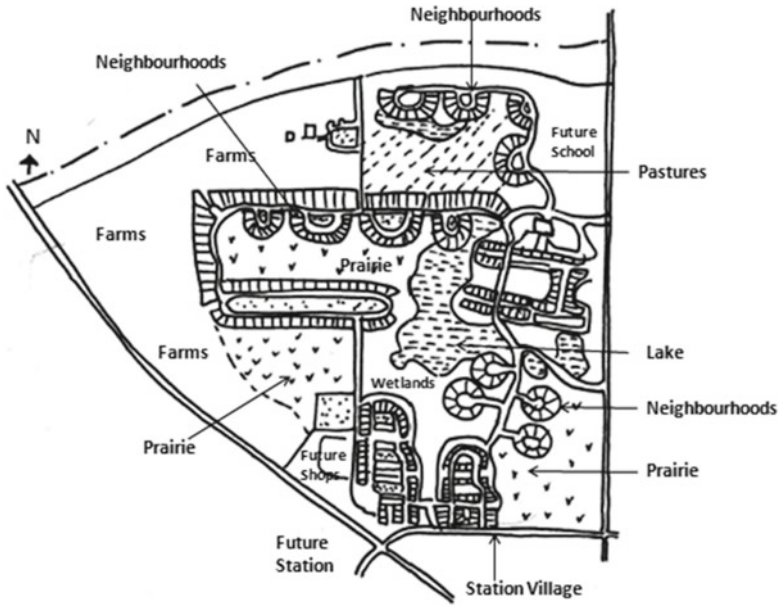 Neighbourhoods
Neighbourhoods
N
Future
School
Farms
Pastures
Farms
Prairie
Farms
Lake
Wetlands
Neighbourhoods
Prairie
Future
Shops
Prairie
Future
Station
Station Village